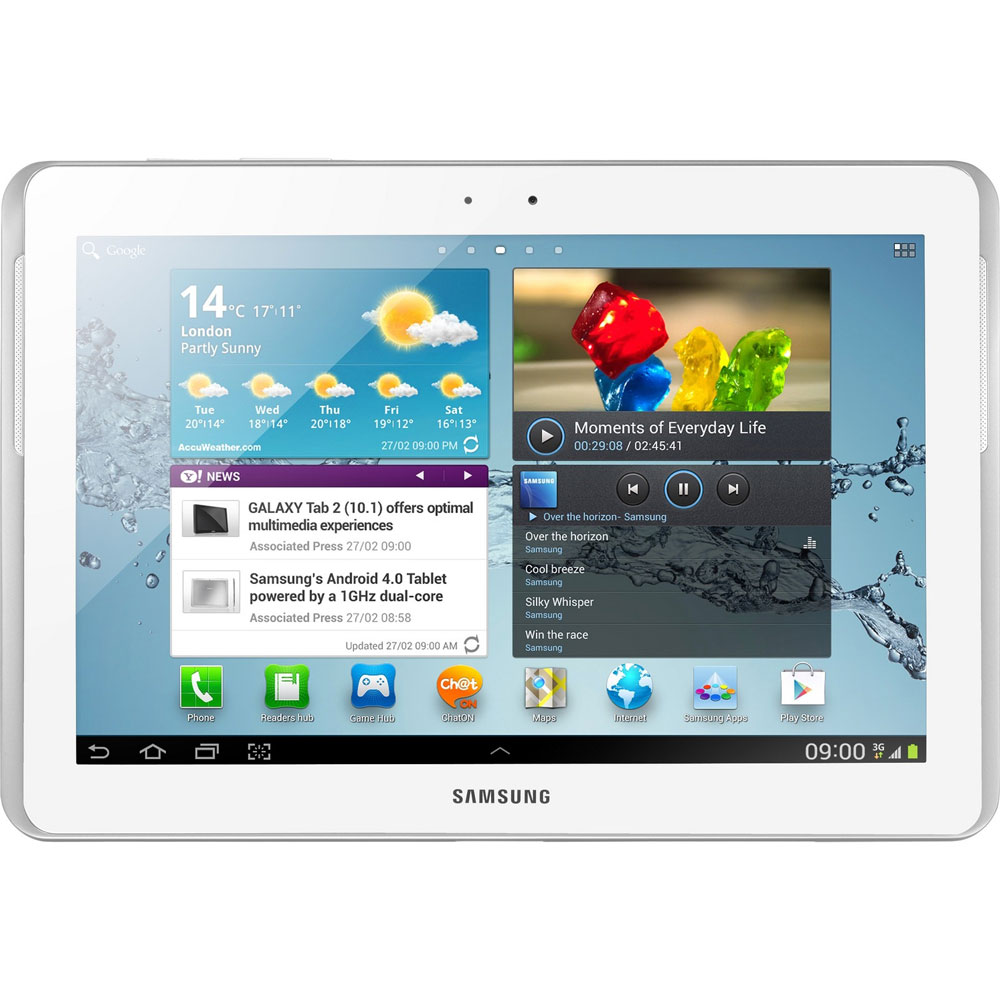 Google
14°C 17°11°
London
Partly Sunny
Tue Wed Thu Fri Sat
20°14° 18°14° 20°18° 19°12° 16°13°
AccuWeather.com 27/02 09:00 PM
Moments of Everyday Life
00:29:08 / 02:45:41
Y! NEWS
GALAXY Tab 2 (10.1) offers optimal
multimedia experiences
Associated Press 27/02 09:00
Samsung's Android 4.0 Tablet
powered by a 1GHz dual-core
Associated Press 27/02 08:58
Updated 27/02 09:00 AM
SAMSUNG
Over the horizon- Samsung
Over the horizon
Samsung
Cool breeze
Samsung
Silky Whisper
Samsung
Win the race
Samsung
Ch@t
ON
Phone Readers hub Game Hub ChatON Maps Internet Samsung Apps Play Store
09:00 3G
SAMSUNG